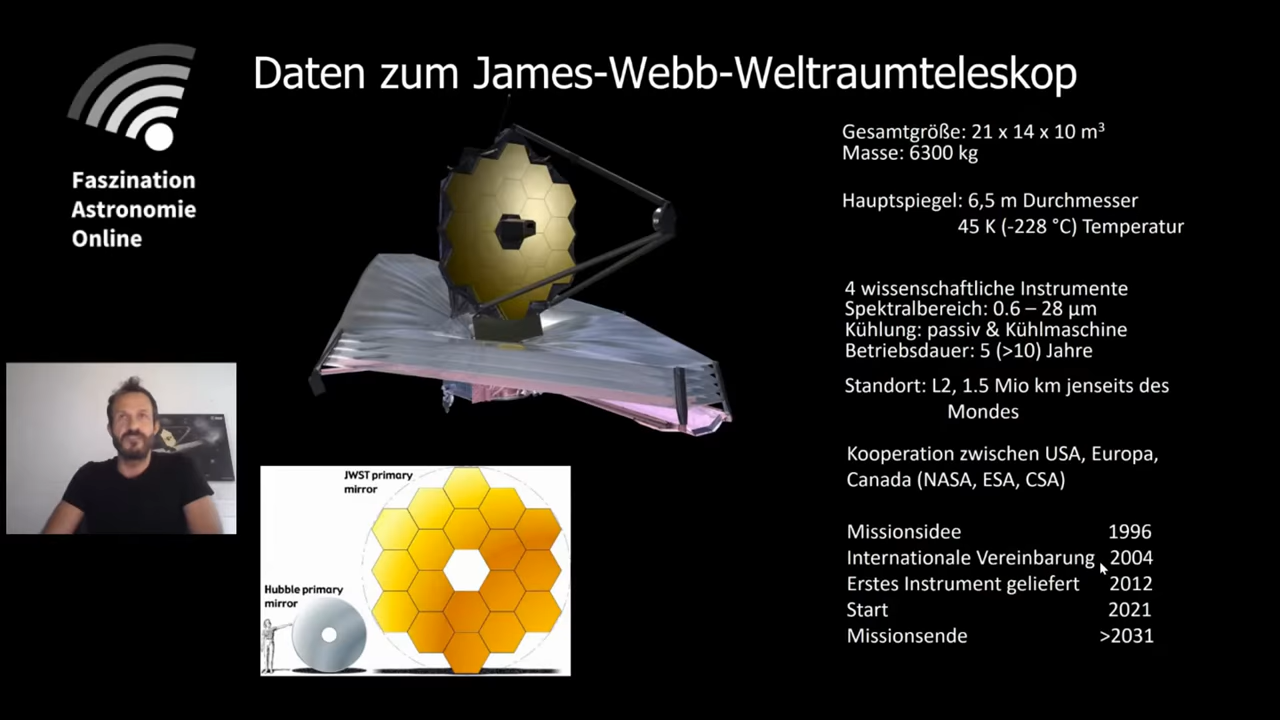 Daten zum James-Webb-Weltraumteleskop
Faszination
Astronomie
Online
Gesamtgröße: 21 x 14 x 10 m³
Masse: 6300 kg
Hauptspiegel: 6,5 m Durchmesser
45 K (-228 °C) Temperatur
4 wissenschaftliche Instrumente
Spektralbereich: 0.6 – 28 µm
Kühlung: passiv & Kühlmaschine
Betriebsdauer: 5 (>10) Jahre
Standort: L2, 1.5 Mio km jenseits des
Mondes
Kooperation zwischen USA, Europa,
Canada (NASA, ESA, CSA)
Missionsidee 1996
Internationale Vereinbarung 2004
Erstes Instrument geliefert 2012
Start 2021
Missionsende >2031
JWST primary
mirror
Hubble primary
mirror